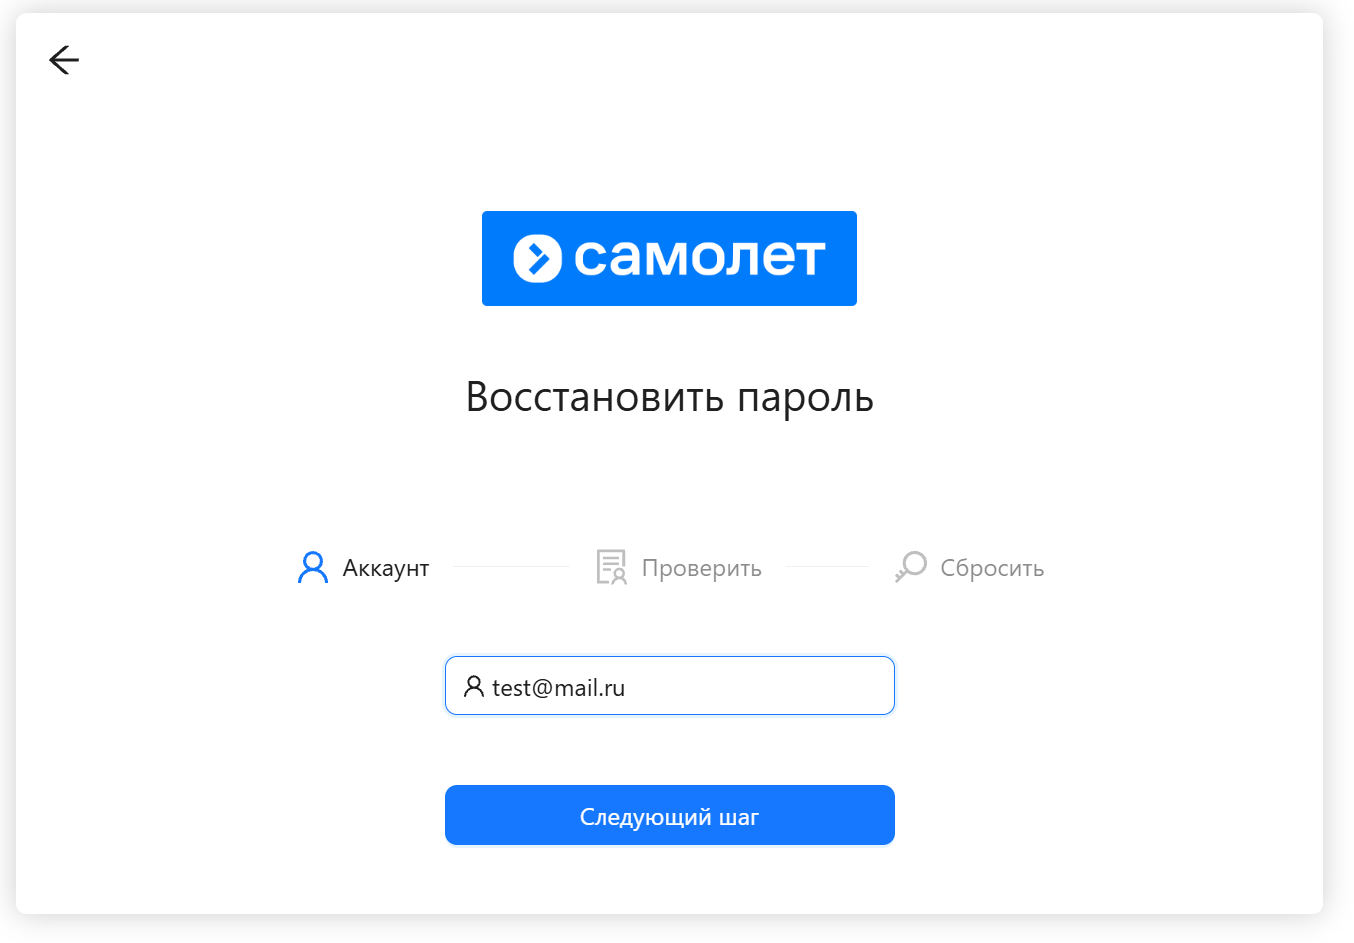 самолет
Восстановить пароль
Аккаунт
Проверить
Сбросить
test@mail.ru
Следующий шаг